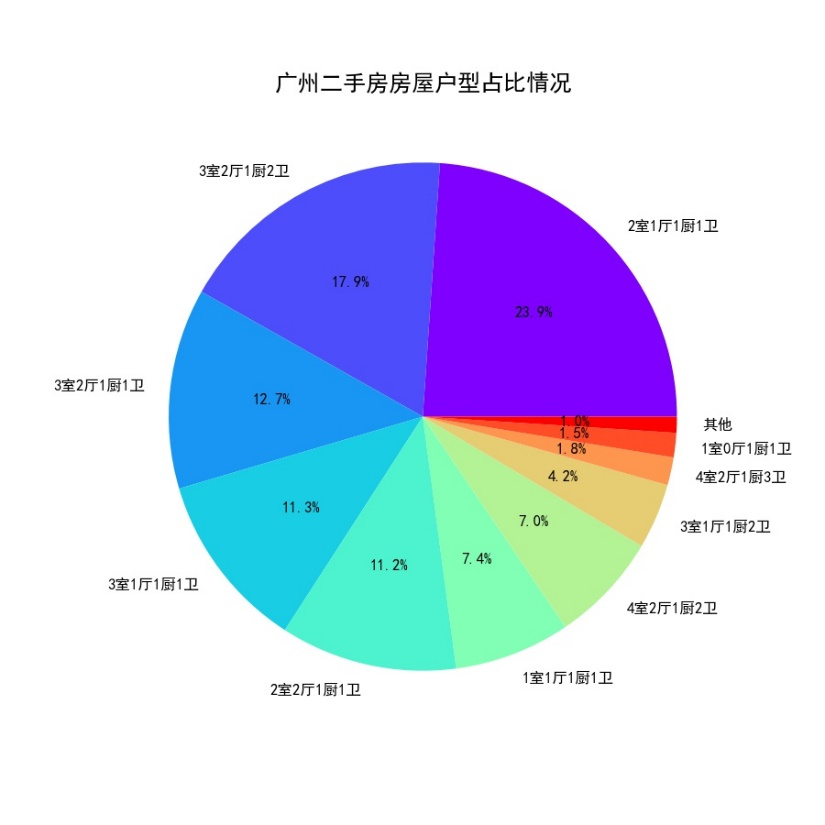 广州二手房房屋户型占比情况
2室1厅1厨1卫
23.9%
3室2厅1厨2卫
17.9%
3室2厅1厨1卫
12.7%
3室1厅1厨1卫
11.3%
2室2厅1厨1卫
11.2%
1室1厅1厨1卫
7.4%
4室2厅1厨2卫
7.0%
3室1厅1厨2卫
4.2%
4室2厅1厨3卫
1.8%
1室0厅1厨1卫
1.5%
其他
1.0%